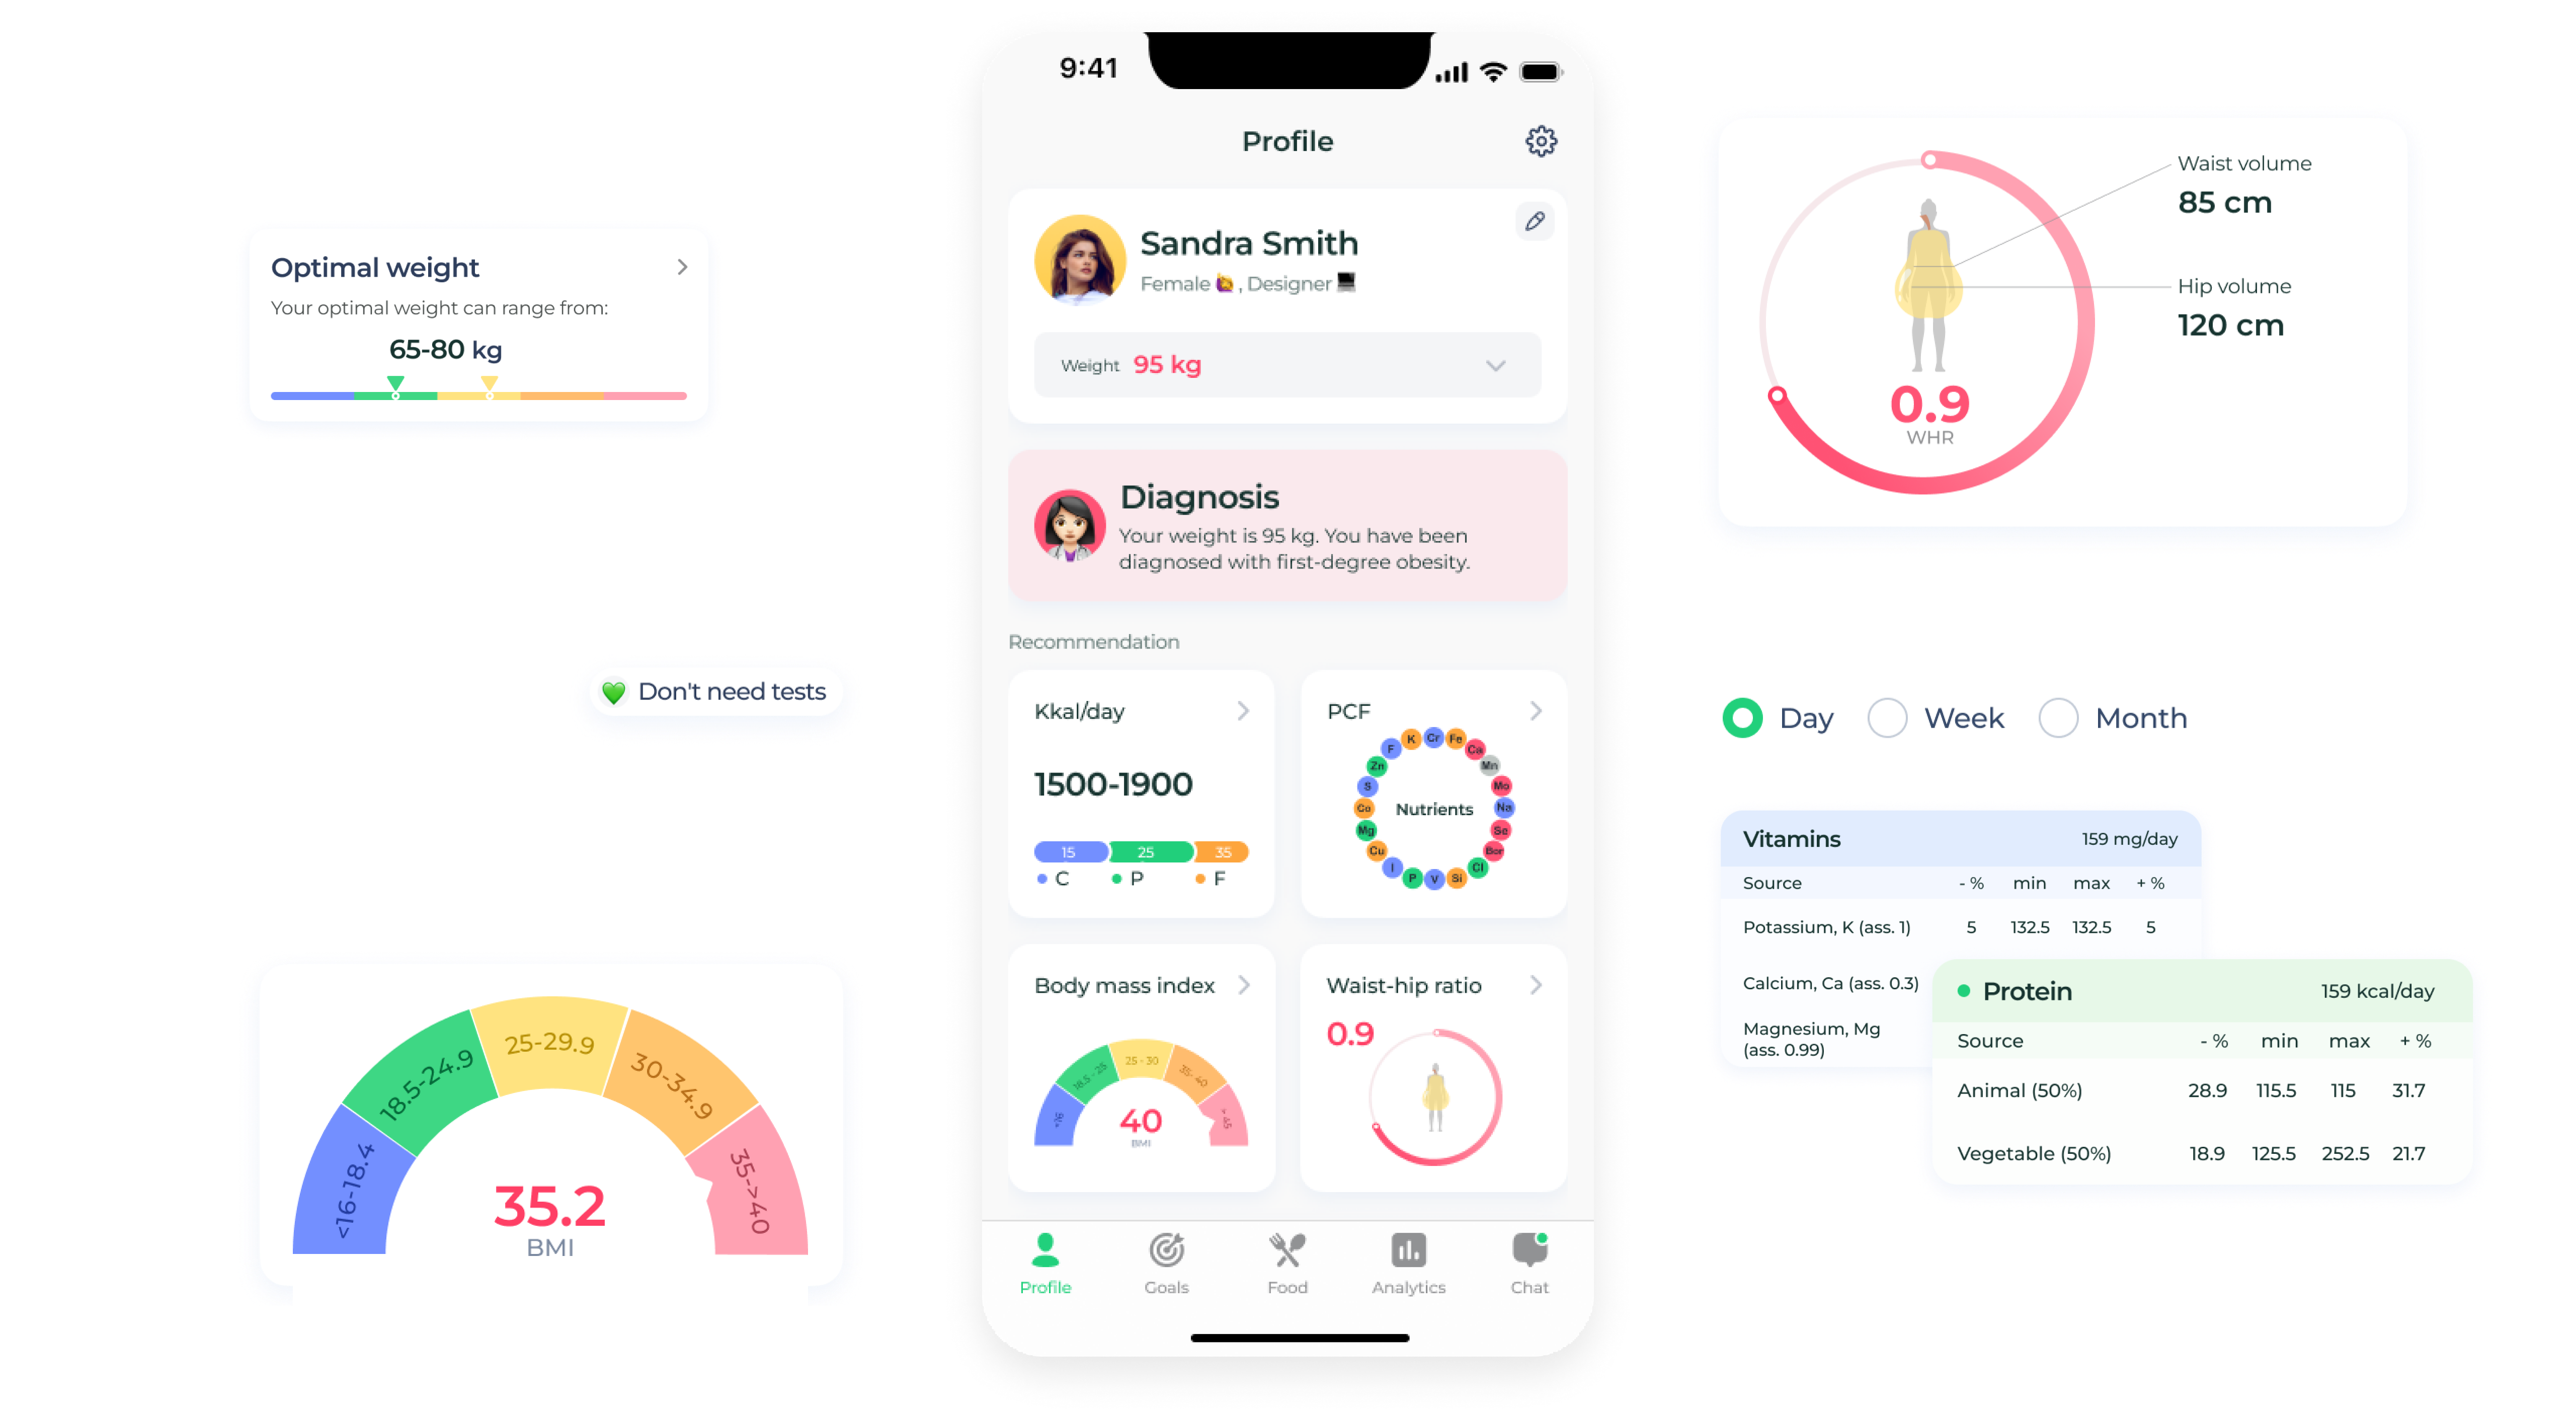 Optimal weight
Your optimal weight can range from:
65-80 kg
Don't need tests
<16-18.4
18.5-24.9
25-29.9
30-34.9
35->40
35.2
BMI
9:41
Profile
Sandra Smith
Female , Designer
Weight 95 kg
Diagnosis
Your weight is 95 kg. You have been
diagnosed with first-degree obesity.
Recommendation
Kkal/day
1500-1900
15 25 35
C P F
PCF
Nutrients
K Cr Fe Ca Mn Mo Na Se Bor Cl Si V P I Cu Mg Co S Zn F
Body mass index
<16
18.5 - 25
25 - 30
35- 40
> 45
40
BMI
Waist-hip ratio
0.9
Profile Goals Food Analytics Chat
Waist volume
85 cm
Hip volume
120 cm
0.9
WHR
Day Week Month
Vitamins 159 mg/day
Source - % min max + %
Potassium, K (ass. 1) 5 132.5 132.5 5
Calcium, Ca (ass. 0.3)
Magnesium, Mg
(ass. 0.99)
Protein 159 kcal/day
Source - % min max + %
Animal (50%) 28.9 115.5 115 31.7
Vegetable (50%) 18.9 125.5 252.5 21.7